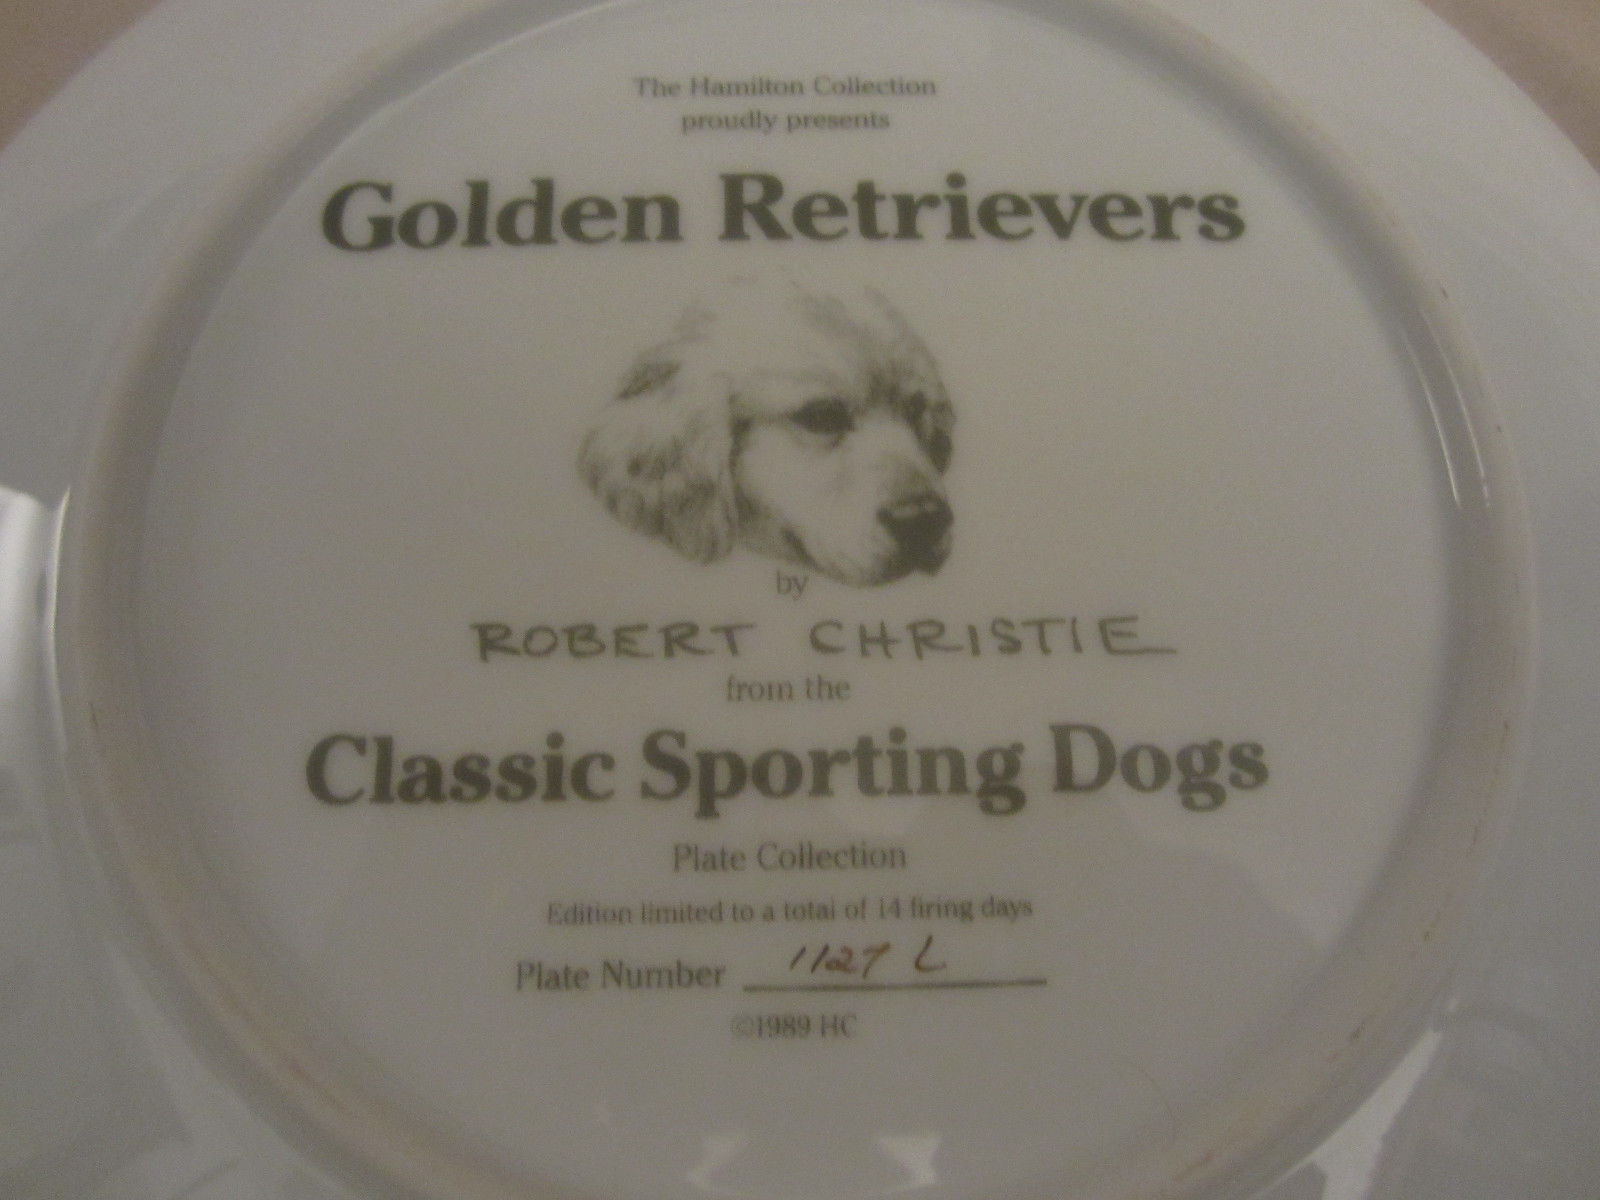 The Hamilton Collection
proudly presents
Golden Retrievers
by
ROBERT CHRISTIE
from the
Classic Sporting Dogs
Plate Collection
Edition limited to a total of 14 firing days
Plate Number 1127 L
©1989 HC